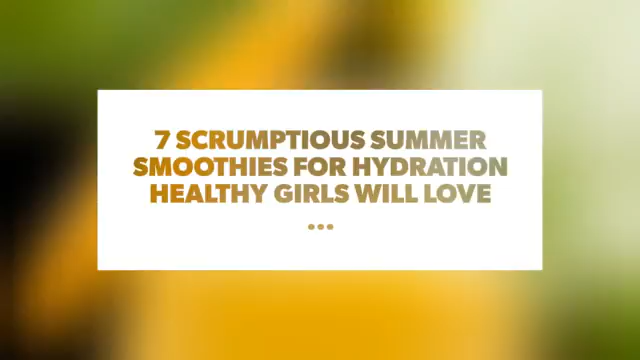 7 SCRUMPTIOUS SUMMER
SMOOTHIES FOR HYDRATION
HEALTHY GIRLS WILL LOVE
...